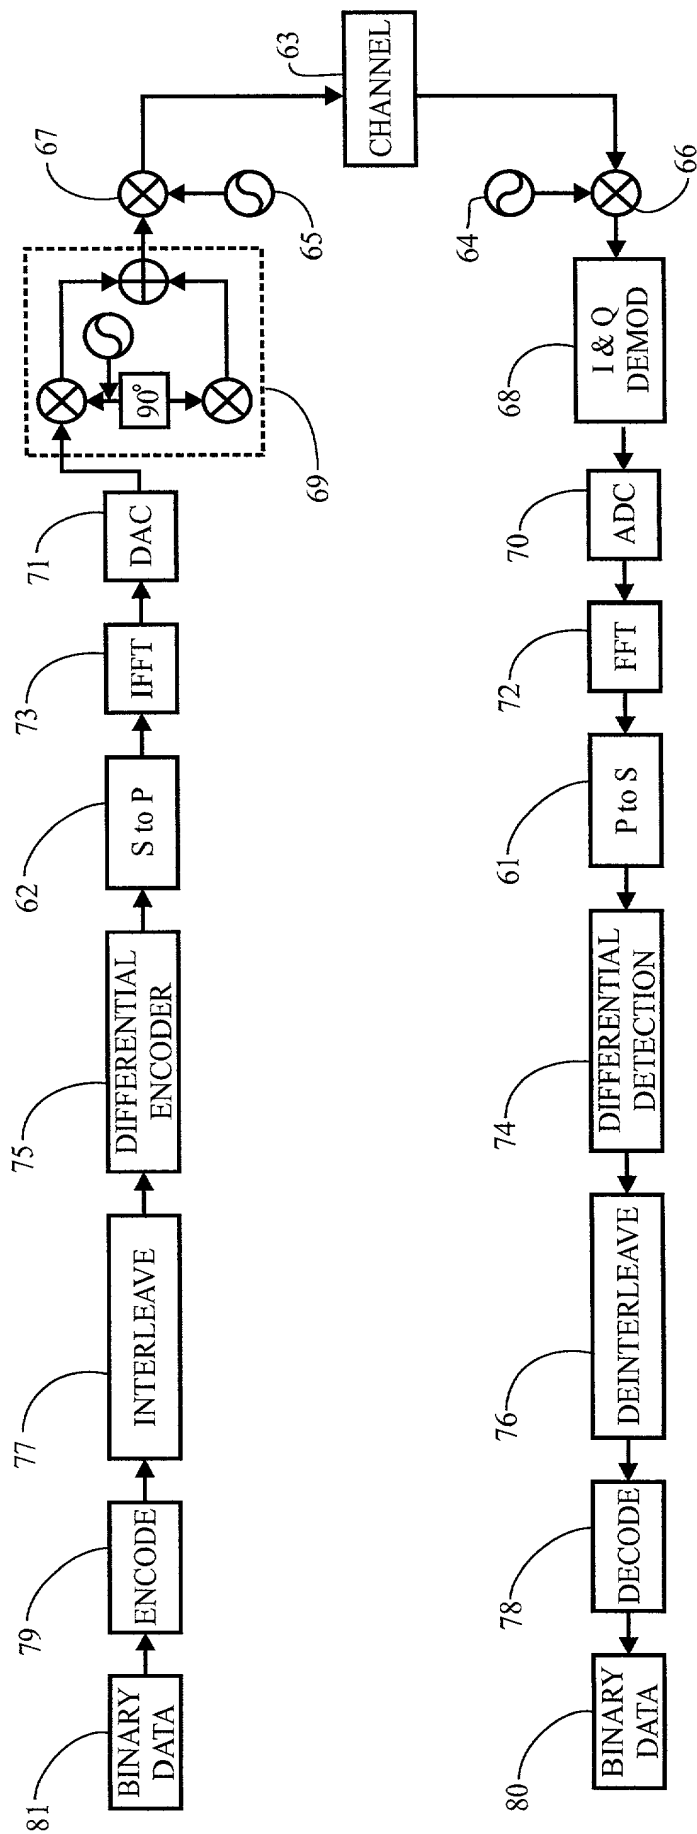 81
BINARY
DATA
79
ENCODE
77
INTERLEAVE
75
DIFFERENTIAL
ENCODER
62
S to P
73
IFFT
71
DAC
69
90°
67
65
63
CHANNEL
64
66
68
I & Q
DEMOD
70
ADC
72
FFT
61
P to S
74
DIFFERENTIAL
DETECTION
76
DEINTERLEAVE
78
DECODE
80
BINARY
DATA